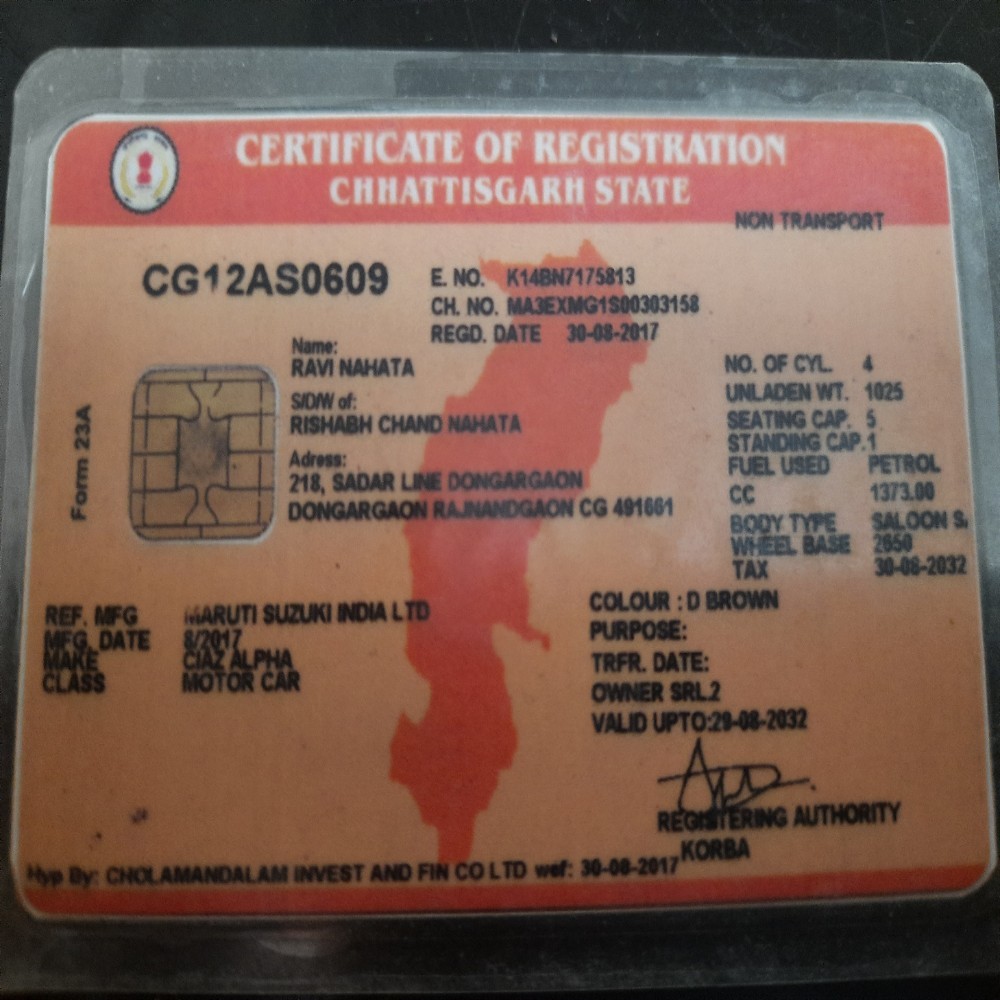 CERTIFICATE OF REGISTRATION
CHHATTISGARH STATE
NON TRANSPORT
CG12AS0609
E. NO. K14BN7175813
CH. NO. MA3EXMG1S00303158
REGD. DATE 30-08-2017
Name:
RAVI NAHATA
S/D/W of:
RISHABH CHAND NAHATA
Adress:
218, SADAR LINE DONGARGAON
DONGARGAON RAJNANDGAON CG 491661
Form 23A
NO. OF CYL. 4
UNLADEN WT. 1025
SEATING CAP. 5
STANDING CAP.1
FUEL USED PETROL
CC 1373.00
BODY TYPE SALOON S
WHEEL BASE 2650
TAX 30-08-2032
REF. MFG MARUTI SUZUKI INDIA LTD
MFG. DATE 8/2017
MAKE CIAZ ALPHA
CLASS MOTOR CAR
COLOUR : D BROWN
PURPOSE:
TRFR. DATE:
OWNER SRL.2
VALID UPTO:29-08-2032
REGISTERING AUTHORITY
KORBA
Hyp By: CHOLAMANDALAM INVEST AND FIN CO LTD wef: 30-08-2017